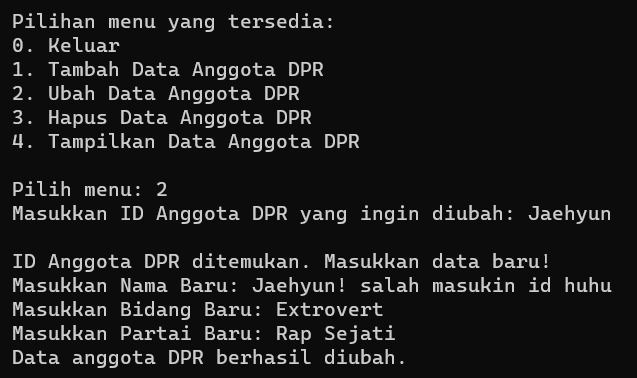 Pilihan menu yang tersedia:
0. Keluar
1. Tambah Data Anggota DPR
2. Ubah Data Anggota DPR
3. Hapus Data Anggota DPR
4. Tampilkan Data Anggota DPR
Pilih menu: 2
Masukkan ID Anggota DPR yang ingin diubah: Jaehyun
ID Anggota DPR ditemukan. Masukkan data baru!
Masukkan Nama Baru: Jaehyun! salah masukin id huhu
Masukkan Bidang Baru: Extrovert
Masukkan Partai Baru: Rap Sejati
Data anggota DPR berhasil diubah.